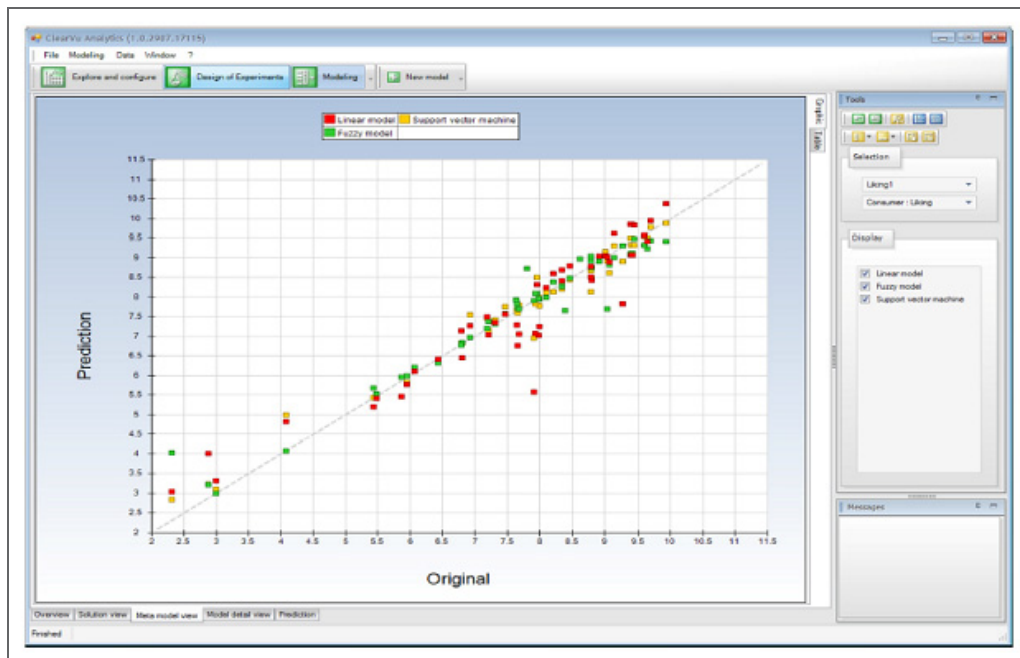 ClearVu Analytics (1.0.2987.17115)
File Modeling Data Window ?
Explore and configure Design of Experiments Modeling New model
Linear model Support vector machine
Fuzzy model
Graphic Table
11.5
11
10.5
10
9.5
9
8.5
8
7.5
7
6.5
6
5.5
5
4.5
4
3.5
3
2.5
2
Prediction
2 2.5 3 3.5 4 4.5 5 5.5 6 6.5 7 7.5 8 8.5 9 9.5 10 10.5 11 11.5
Original
Tools
Selection
Liking1
Consumer : Liking
Display
Linear model
Fuzzy model
Support vector machine
Messages
Overview Solution view Meta model view Model detail view Prediction
Finished